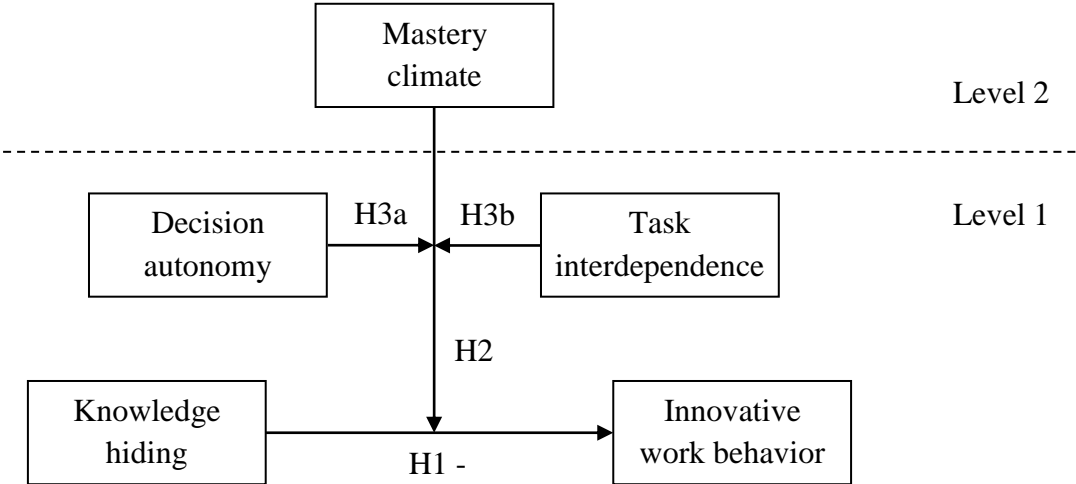 Mastery
climate
Level 2
Decision
autonomy
H3a
H3b
Task
interdependence
Level 1
H2
Knowledge
hiding
H1 -
Innovative
work behavior